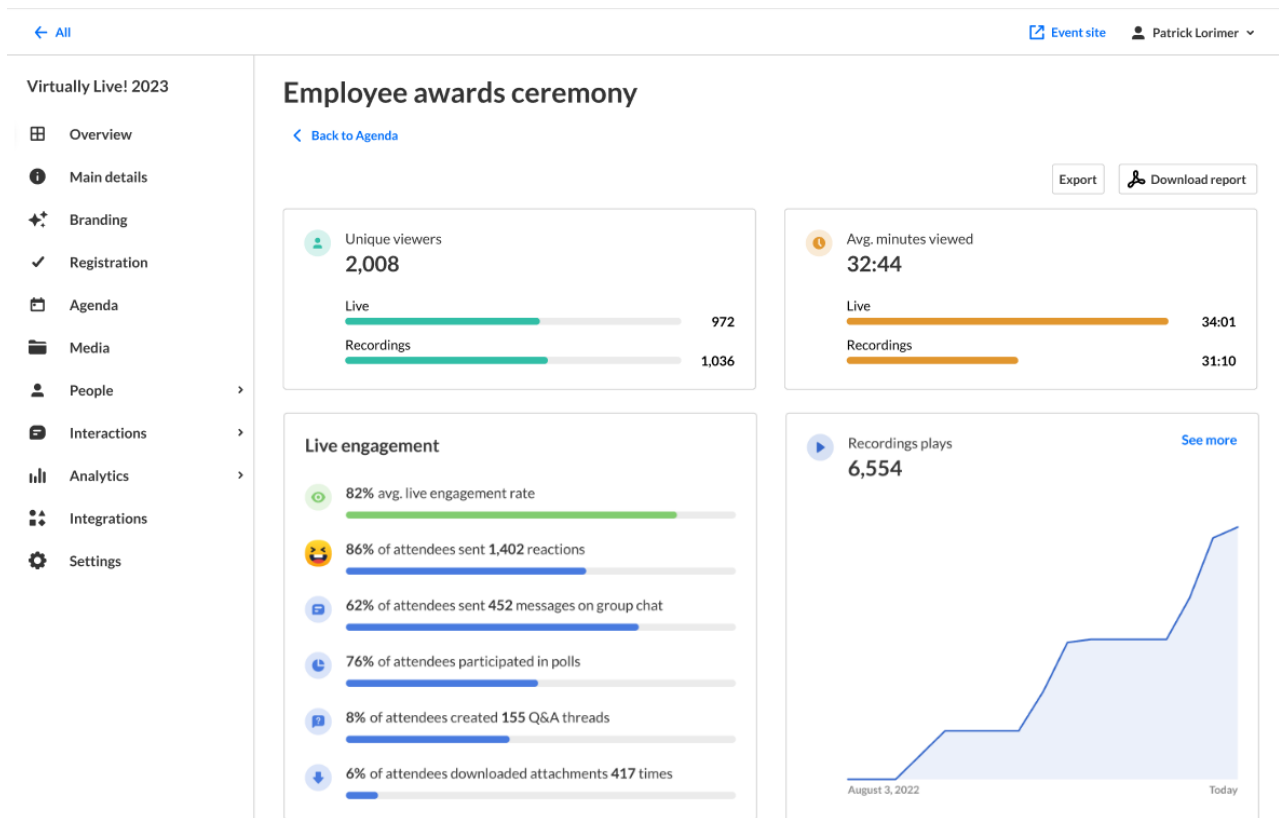 All
Event site
Patrick Lorimer
Virtually Live! 2023
Overview
Main details
Branding
Registration
Agenda
Media
People
Interactions
Analytics
Integrations
Settings
Employee awards ceremony
Back to Agenda
Export
Download report
Unique viewers
2,008
Live
972
Recordings
1,036
Avg. minutes viewed
32:44
Live
34:01
Recordings
31:10
Live engagement
82% avg. live engagement rate
86% of attendees sent 1,402 reactions
62% of attendees sent 452 messages on group chat
76% of attendees participated in polls
8% of attendees created 155 Q&A threads
6% of attendees downloaded attachments 417 times
Recordings plays
See more
6,554
August 3, 2022
Today